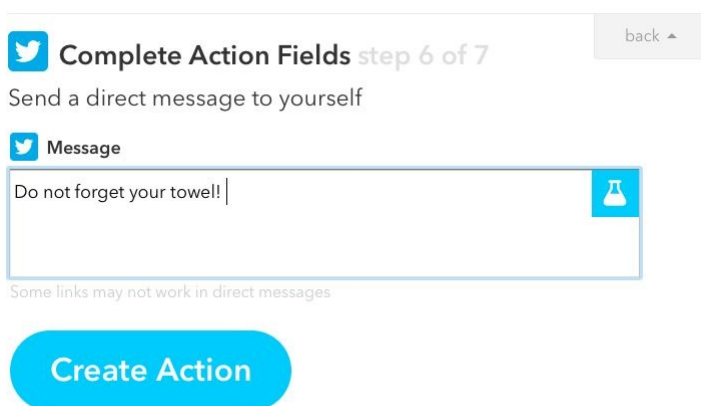 back
Complete Action Fields step 6 of 7
Send a direct message to yourself
Message
Do not forget your towel!
Some links may not work in direct messages
Create Action